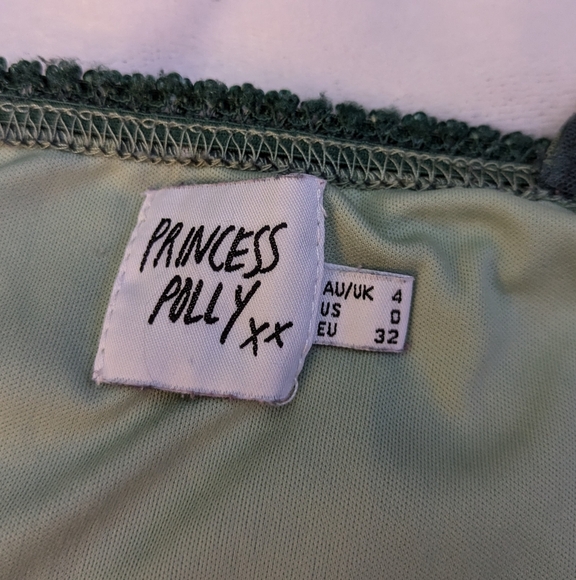 PRINCESS
POLLY
xx
AU/UK 4
US 0
EU 32